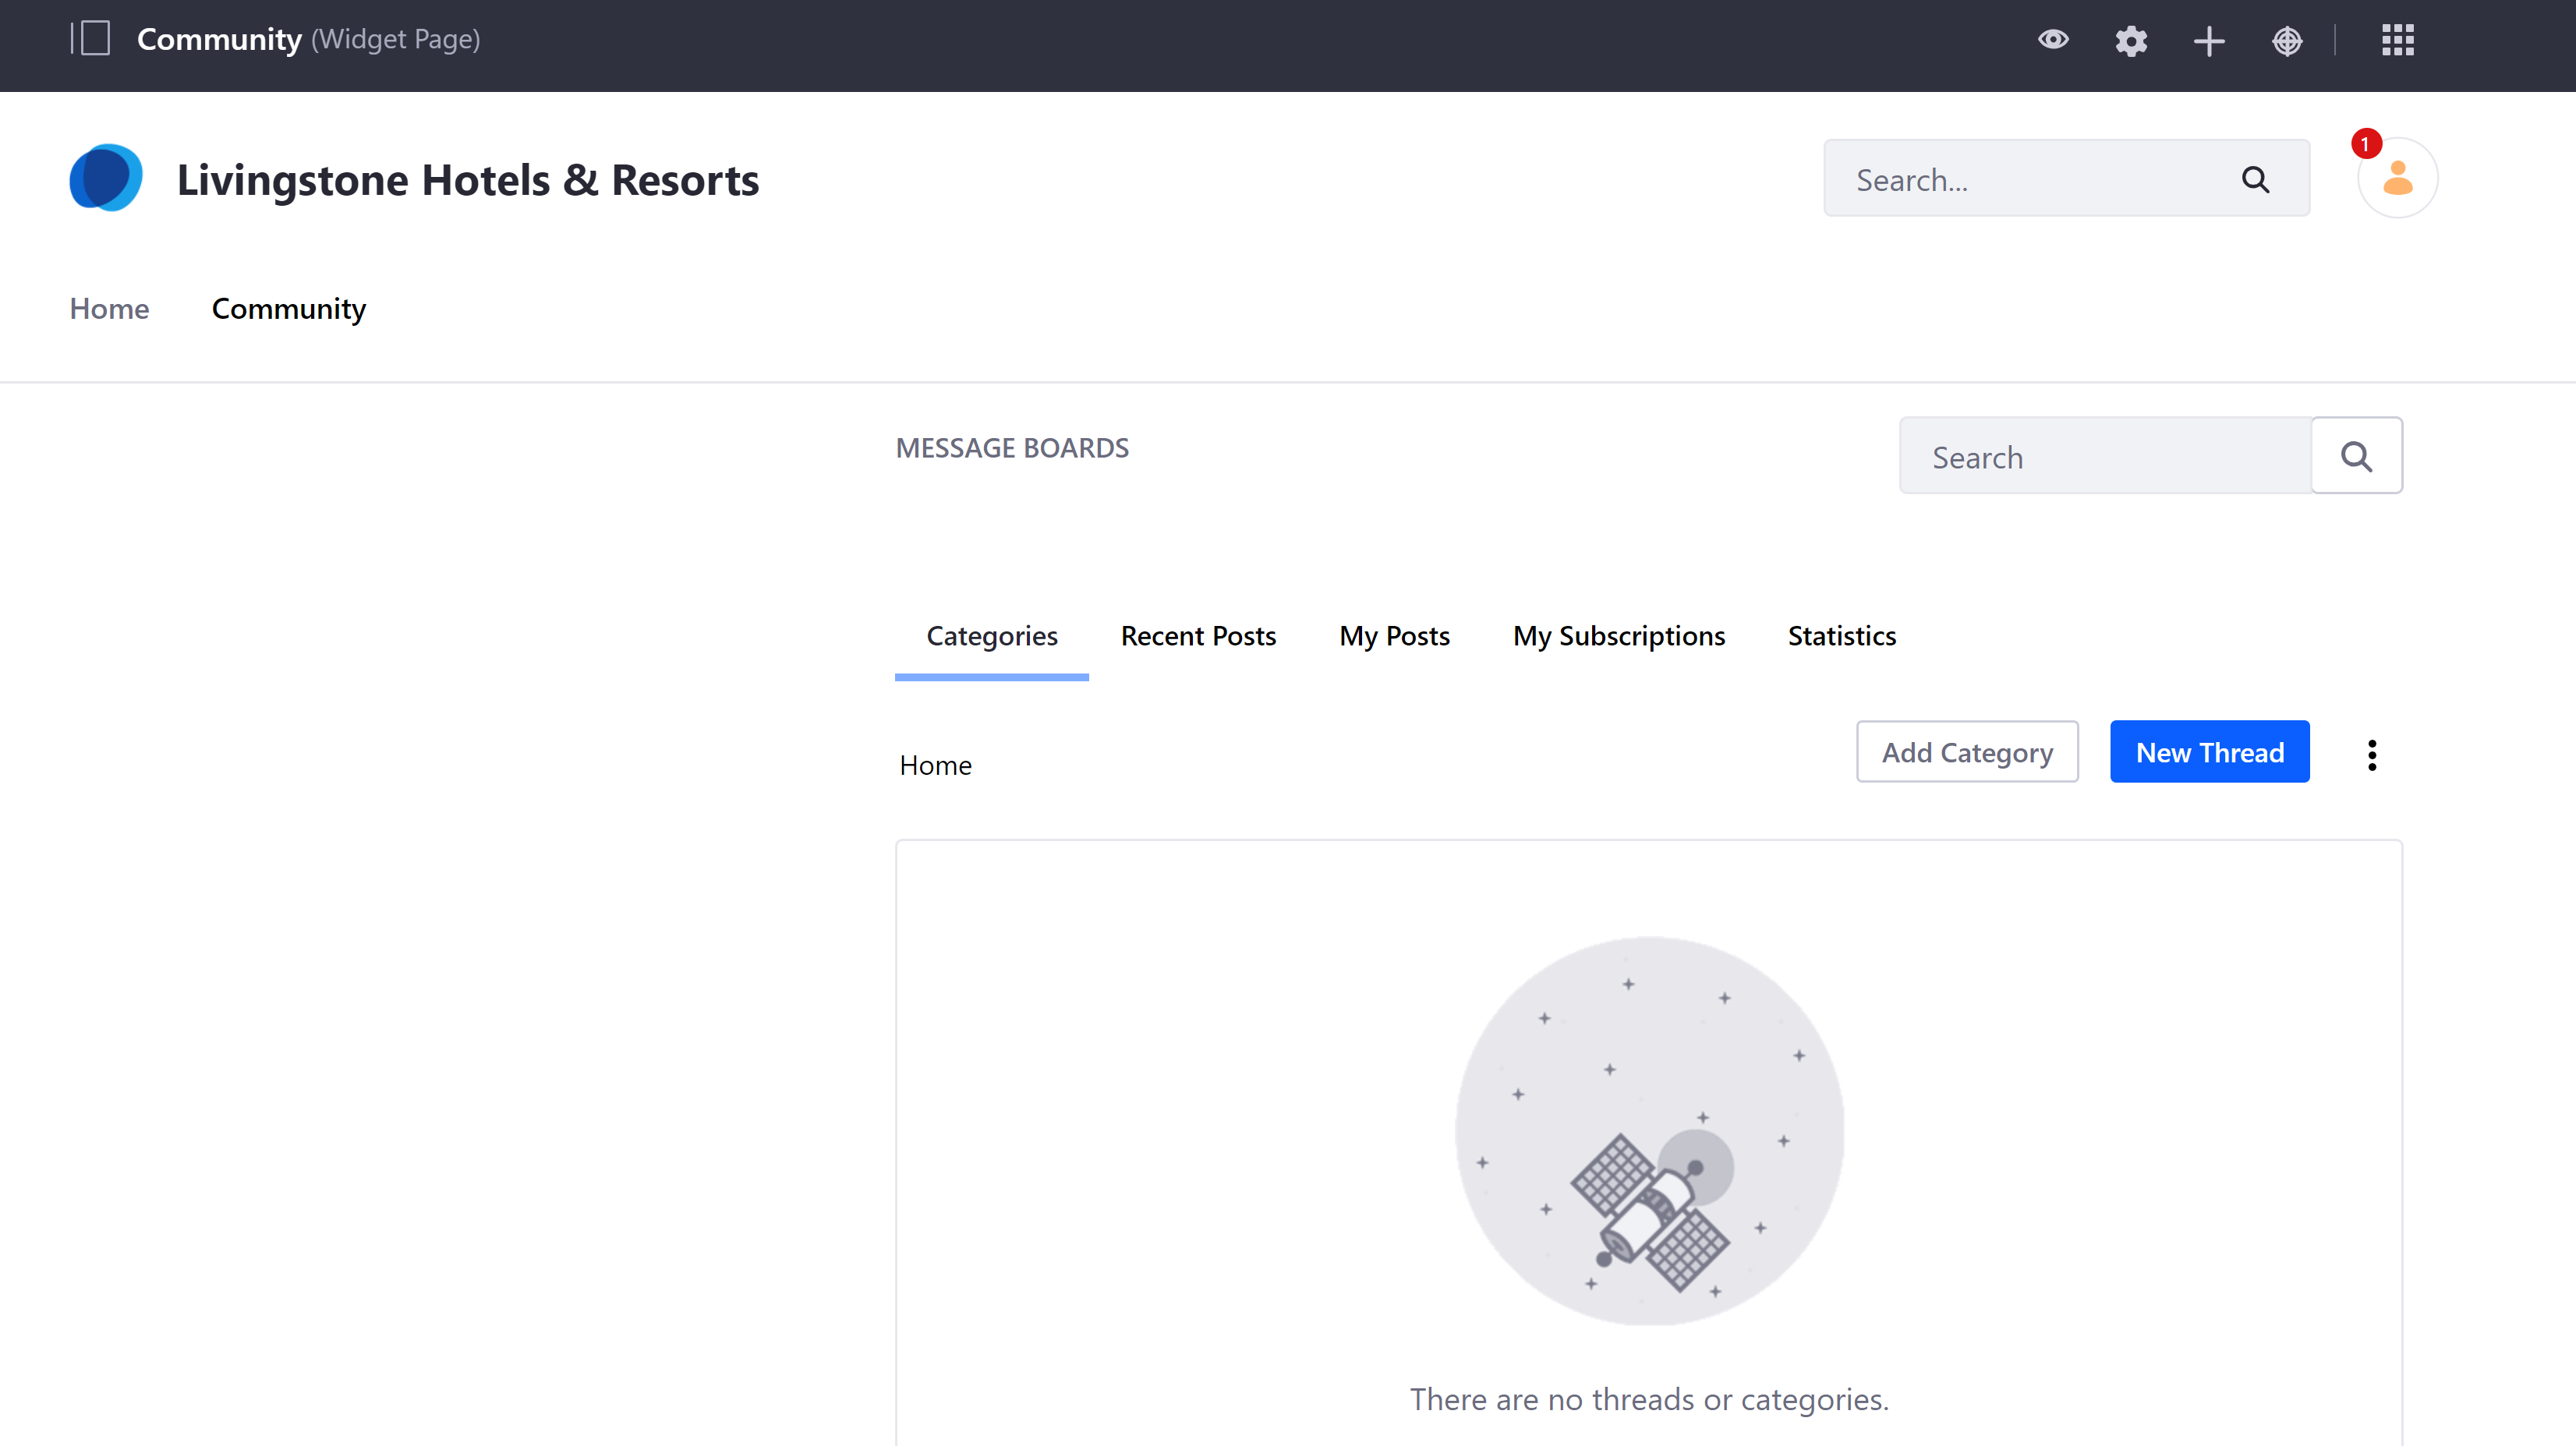 Community (Widget Page)
Livingstone Hotels & Resorts
Search...
1
Home Community
MESSAGE BOARDS
Search
Categories Recent Posts My Posts My Subscriptions Statistics
Home
Add Category
New Thread
There are no threads or categories.